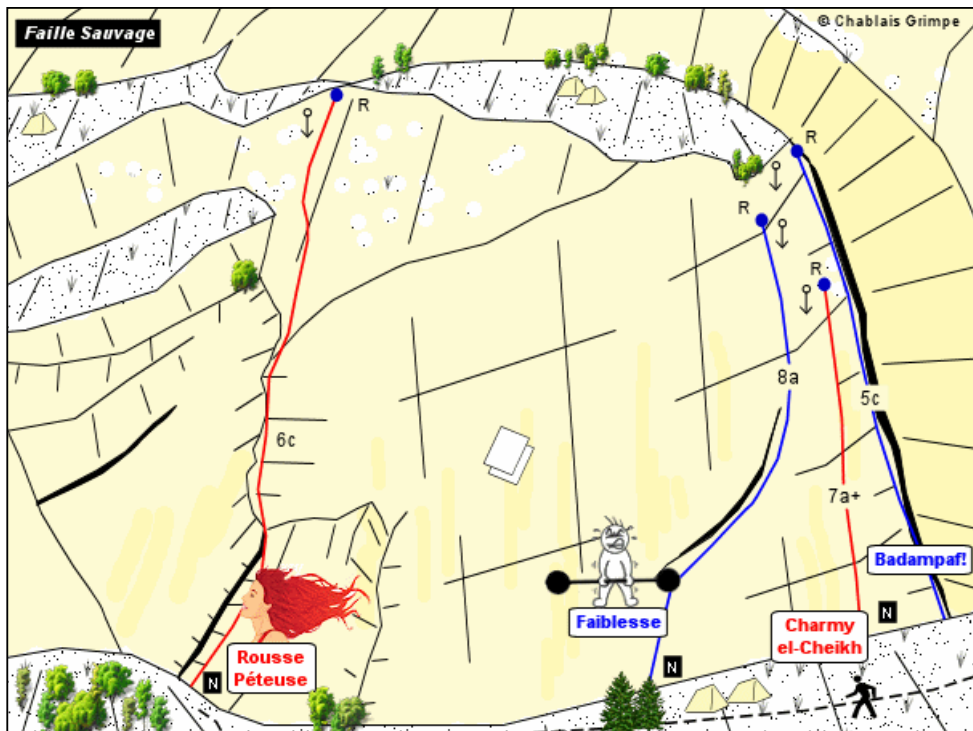 Faille Sauvage
© Chablais Grimpe
R
R
R
R
8a
5c
6c
7a+
Badampaf!
N
Faiblesse
Charmy
el-Cheikh
Rousse
Péteuse
N
N